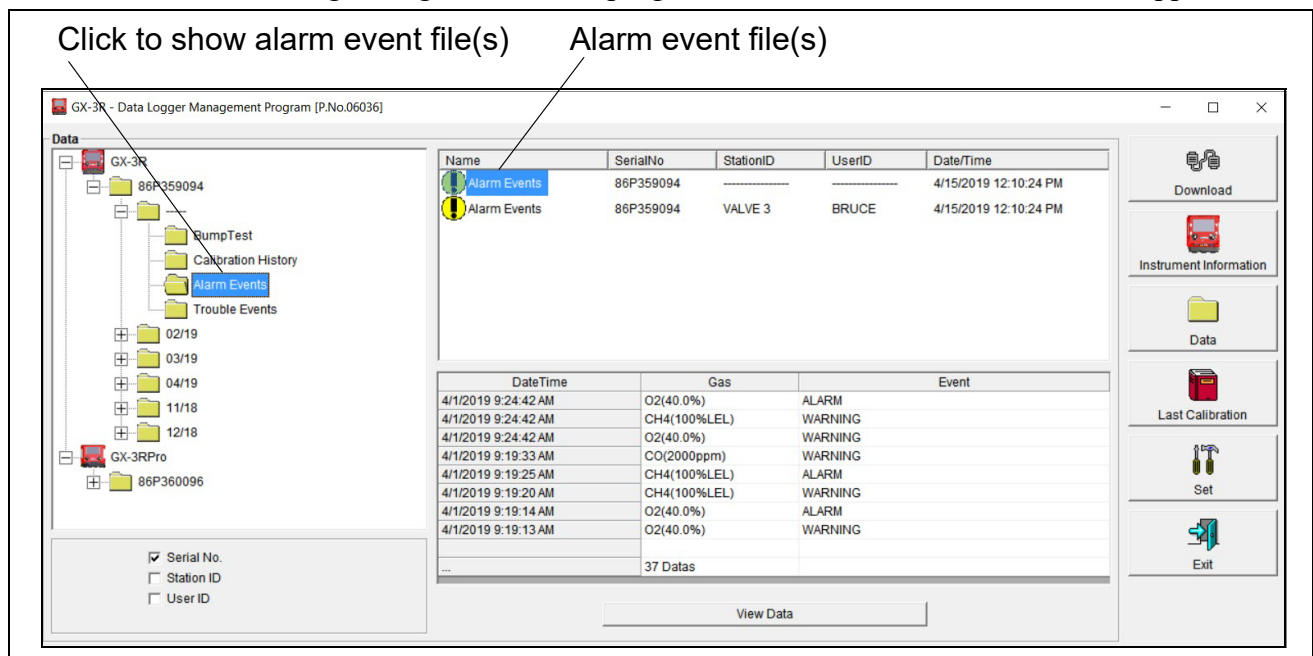 Click to show alarm event file(s) Alarm event file(s)
GX-3R - Data Logger Management Program [P.No.06036]
Data
GX-3R
86P359094
----
BumpTest
Calibration History
Alarm Events
Trouble Events
02/19
03/19
04/19
11/18
12/18
GX-3RPro
86P360096
Serial No.
Station ID
User ID
Name SerialNo StationID UserID Date/Time
Alarm Events 86P359094 ---------------- ---------------- 4/15/2019 12:10:24 PM
Alarm Events 86P359094 VALVE 3 BRUCE 4/15/2019 12:10:24 PM
DateTime Gas Event
4/1/2019 9:24:42 AM O2(40.0%) ALARM
4/1/2019 9:24:42 AM CH4(100%LEL) WARNING
4/1/2019 9:24:42 AM O2(40.0%) WARNING
4/1/2019 9:19:33 AM CO(2000ppm) WARNING
4/1/2019 9:19:25 AM CH4(100%LEL) ALARM
4/1/2019 9:19:20 AM CH4(100%LEL) WARNING
4/1/2019 9:19:14 AM O2(40.0%) ALARM
4/1/2019 9:19:13 AM O2(40.0%) WARNING
... 37 Datas
View Data
Download
Instrument Information
Data
Last Calibration
Set
Exit